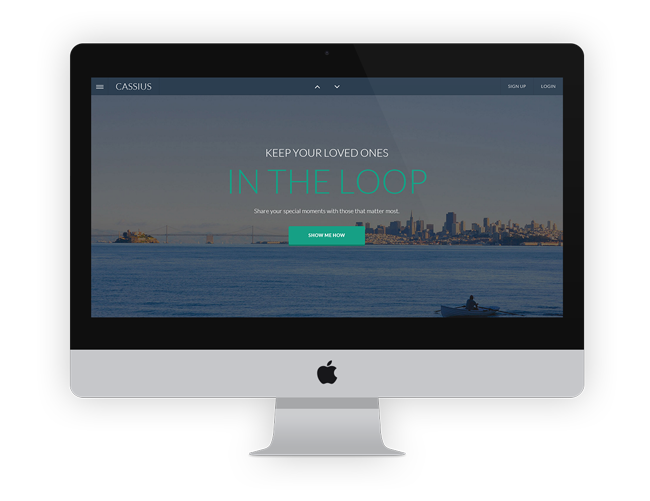 CASSIUS
SIGN UP
LOGIN
KEEP YOUR LOVED ONES
IN THE LOOP
Share your special moments with those that matter most.
SHOW ME HOW